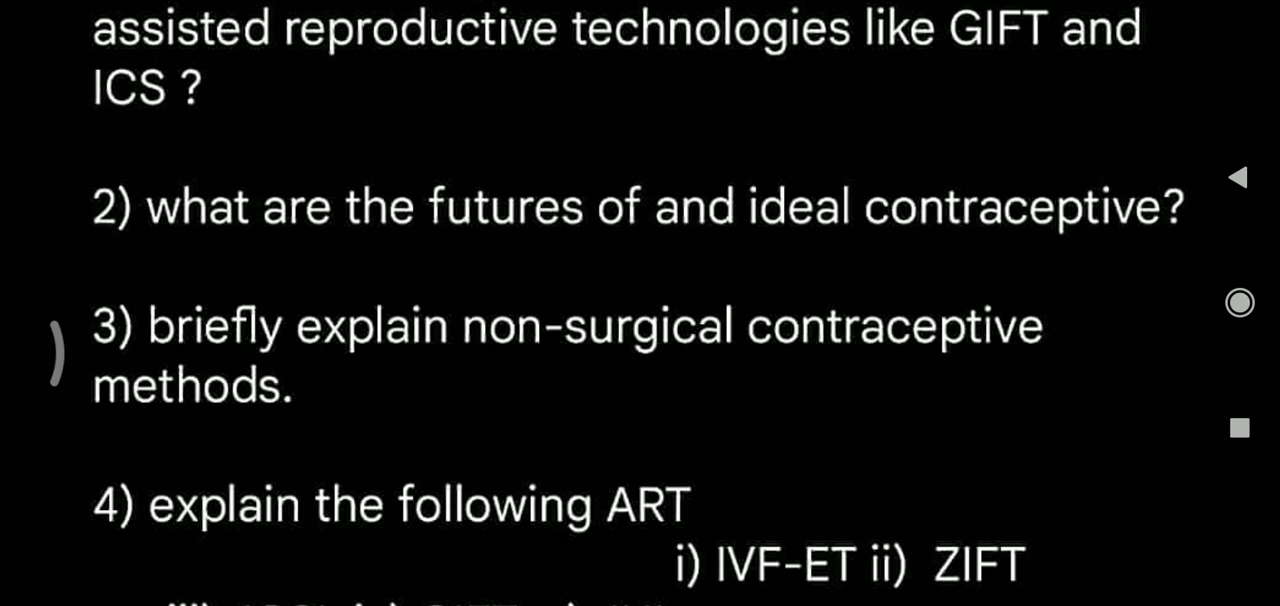 assisted reproductive technologies like GIFT and
ICS ?
2) what are the futures of and ideal contraceptive?
3) briefly explain non-surgical contraceptive
methods.
4) explain the following ART
i) IVF-ET ii) ZIFT